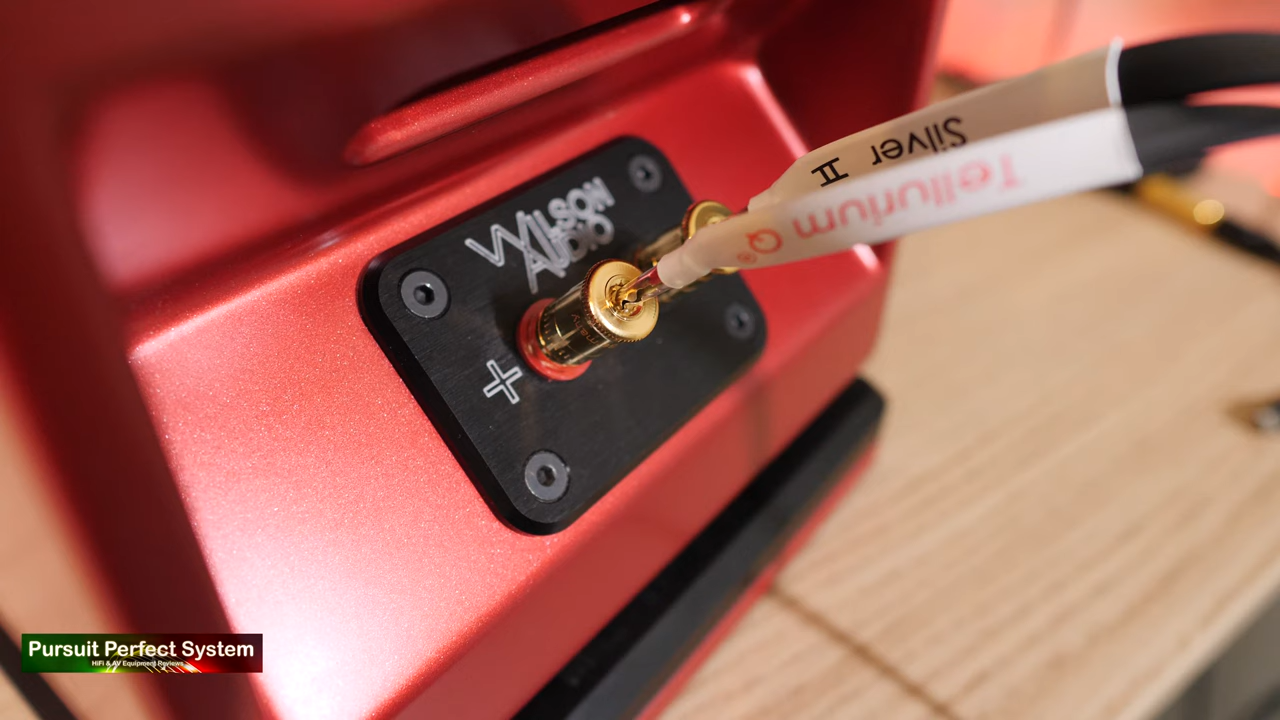 WILSON
AUDIO
+
Silver II
Tellurium Q®
Pursuit Perfect System
HiFi & AV Equipment Reviews